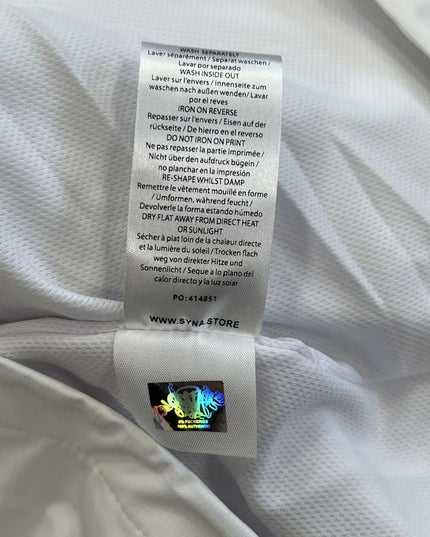 WASH SEPARATELY
Laver séparément / Separat waschen /
Lavar por separado
WASH INSIDE OUT
Laver sur l'envers / Innenseite zum
waschen nach außen wenden/ Lavar
por el reves
IRON ON REVERSE
Repasser sur l'envers / Eisen auf der
rückseite / De hierro en el reverso
DO NOT IRON ON PRINT
Ne pas repasser la partie imprimée /
Nicht über den aufdruck bügeln /
no planchar en la impresión
RE-SHAPE WHILST DAMP
Remettre le vêtement mouillé en forme
/ Umformen, während feucht /
Devolverle la forma estando húmedo
DRY FLAT AWAY FROM DIRECT HEAT
OR SUNLIGHT
Sécher à plat loin de la chaleur directe
et la lumière du soleil / Trocken flach
weg von direkter Hitze und
Sonnenlicht / Seque a lo plano del
calor directo y la luz solar
PO: 414851
WWW.SYNA.STORE
100% AUTHENTIC